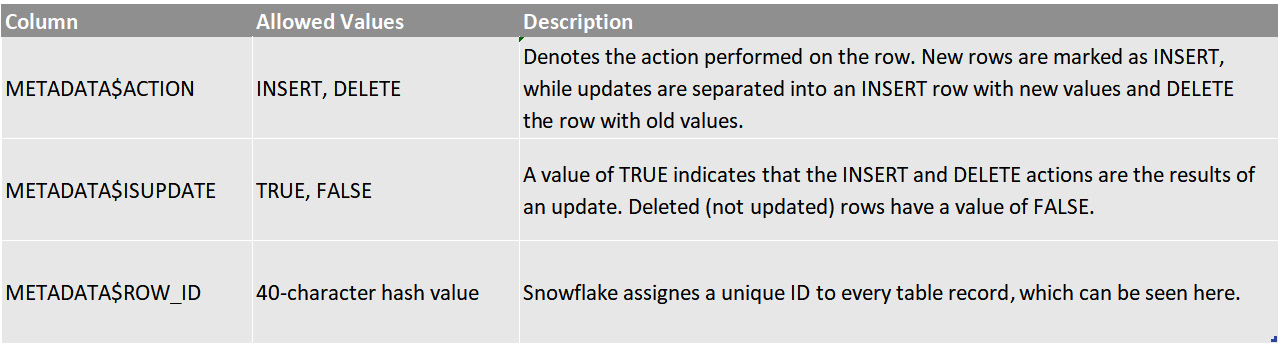 Column Allowed Values Description
METADATA$ACTION INSERT, DELETE Denotes the action performed on the row. New rows are marked as INSERT,
while updates are separated into an INSERT row with new values and DELETE
the row with old values.
METADATA$ISUPDATE TRUE, FALSE A value of TRUE indicates that the INSERT and DELETE actions are the results of
an update. Deleted (not updated) rows have a value of FALSE.
METADATA$ROW_ID 40-character hash value Snowflake assignes a unique ID to every table record, which can be seen here.